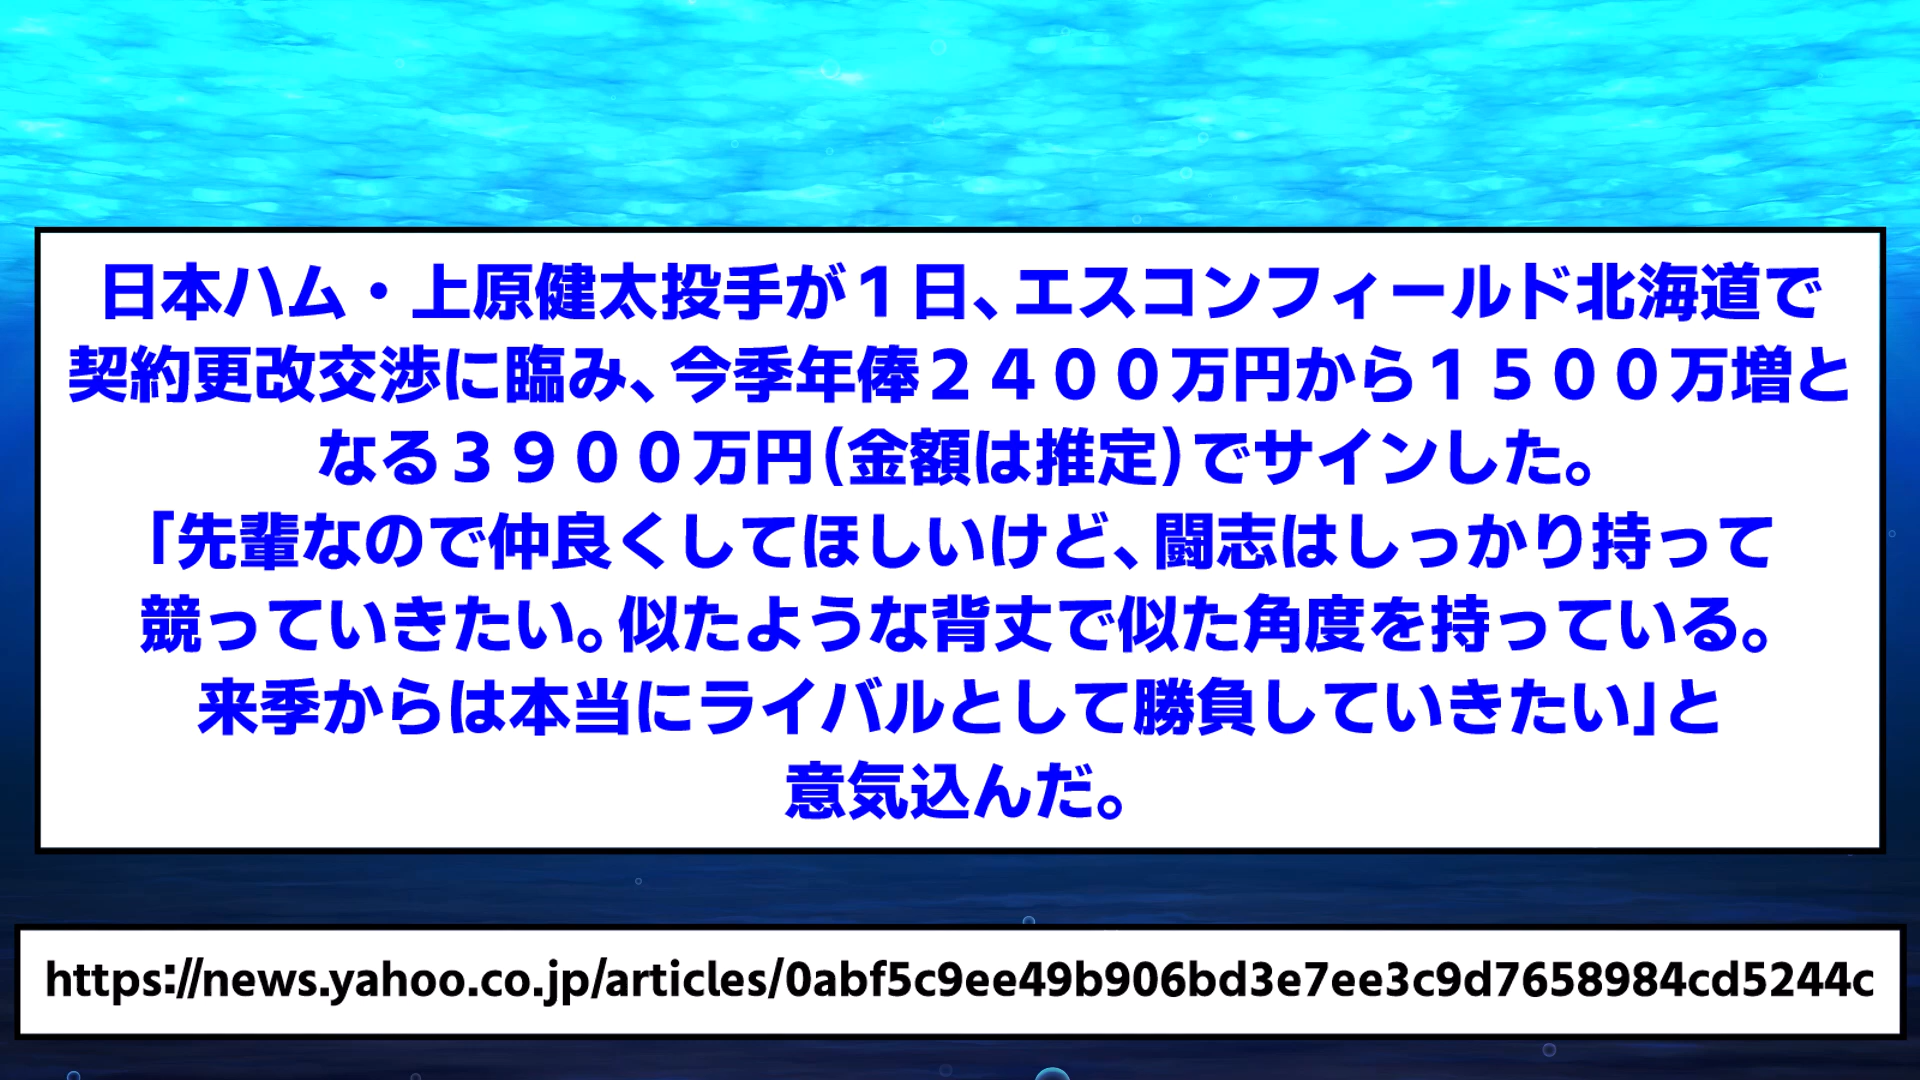 日本ハム・上原健太投手が１日、エスコンフィールド北海道で
契約更改交渉に臨み、今季年俸２４００万円から１５００万増と
なる３９００万円（金額は推定）でサインした。
「先輩なので仲良くしてほしいけど、闘志はしっかり持って
競っていきたい。似たような背丈で似た角度を持っている。
来季からは本当にライバルとして勝負していきたい」と
意気込んだ。
https://news.yahoo.co.jp/articles/0abf5c9ee49b906bd3e7ee3c9d7658984cd5244c